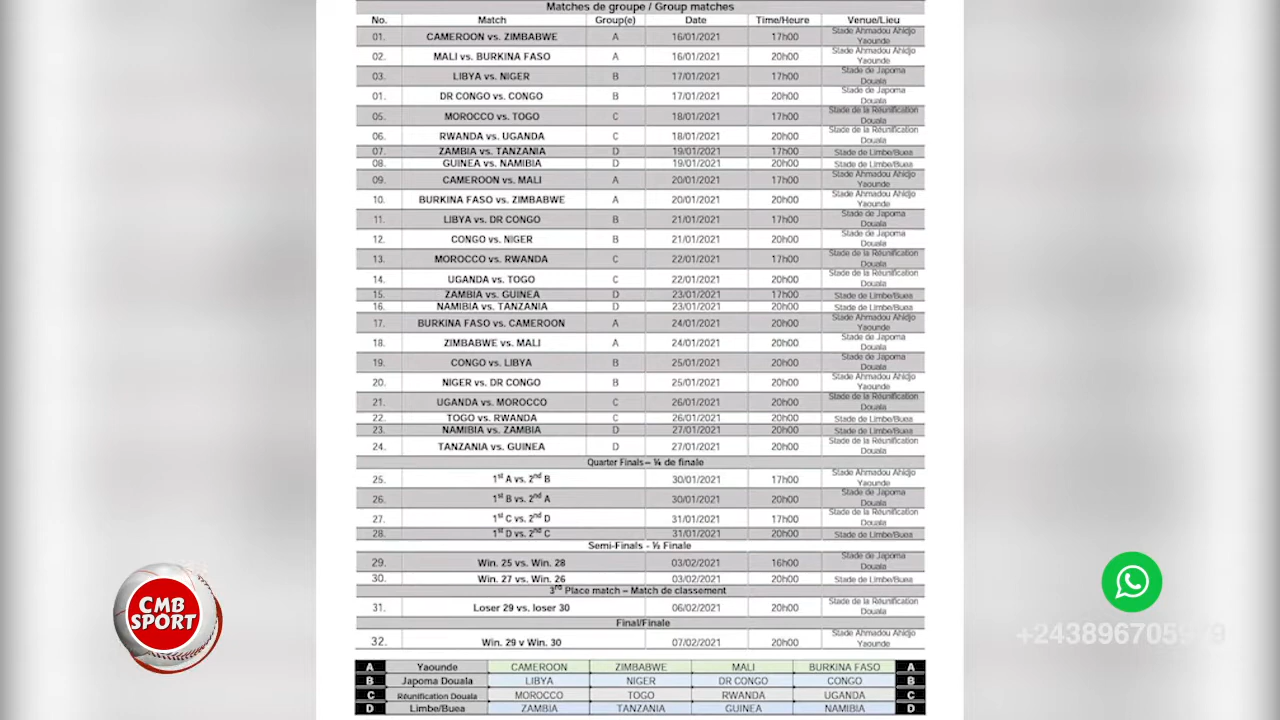 Matches de groupe / Group matches
No. Match Group(e) Date Time/Heure Venue/Lieu
01. CAMEROON vs. ZIMBABWE A 16/01/2021 17h00 Stade Ahmadou Ahidjo Yaounde
02. MALI vs. BURKINA FASO A 16/01/2021 20h00 Stade Ahmadou Ahidjo Yaounde
03. LIBYA vs. NIGER B 17/01/2021 17h00 Stade de Japoma Douala
01. DR CONGO vs. CONGO B 17/01/2021 20h00 Stade de Japoma Douala
05. MOROCCO vs. TOGO C 18/01/2021 17h00 Stade de la Réunification Douala
06. RWANDA vs. UGANDA C 18/01/2021 20h00 Stade de la Réunification Douala
07. ZAMBIA vs. TANZANIA D 19/01/2021 17h00 Stade de Limbe/Buea
08. GUINEA vs. NAMIBIA D 19/01/2021 20h00 Stade de Limbe/Buea
09. CAMEROON vs. MALI A 20/01/2021 17h00 Stade Ahmadou Ahidjo Yaounde
10. BURKINA FASO vs. ZIMBABWE A 20/01/2021 20h00 Stade Ahmadou Ahidjo Yaounde
11. LIBYA vs. DR CONGO B 21/01/2021 17h00 Stade de Japoma Douala
12. CONGO vs. NIGER B 21/01/2021 20h00 Stade de Japoma Douala
13. MOROCCO vs. RWANDA C 22/01/2021 17h00 Stade de la Réunification Douala
14. UGANDA vs. TOGO C 22/01/2021 20h00 Stade de la Réunification Douala
15. ZAMBIA vs. GUINEA D 23/01/2021 17h00 Stade de Limbe/Buea
16. NAMIBIA vs. TANZANIA D 23/01/2021 20h00 Stade de Limbe/Buea
17. BURKINA FASO vs. CAMEROON A 24/01/2021 20h00 Stade Ahmadou Ahidjo Yaounde
18. ZIMBABWE vs. MALI A 24/01/2021 20h00 Stade de Japoma Douala
19. CONGO vs. LIBYA B 25/01/2021 20h00 Stade de Japoma Douala
20. NIGER vs. DR CONGO B 25/01/2021 20h00 Stade Ahmadou Ahidjo Yaounde
21. UGANDA vs. MOROCCO C 26/01/2021 20h00 Stade de la Réunification Douala
22. TOGO vs. RWANDA C 26/01/2021 20h00 Stade de Limbe/Buea
23. NAMIBIA vs. ZAMBIA D 27/01/2021 20h00 Stade de Limbe/Buea
24. TANZANIA vs. GUINEA D 27/01/2021 20h00 Stade de la Réunification Douala
Quarter Finals – ¼ de finale
25. 1st A vs. 2nd B 30/01/2021 17h00 Stade Ahmadou Ahidjo Yaounde
26. 1st B vs. 2nd A 30/01/2021 20h00 Stade de Japoma Douala
27. 1st C vs. 2nd D 31/01/2021 17h00 Stade de la Réunification Douala
28. 1st D vs. 2nd C 31/01/2021 20h00 Stade de Limbe/Buea
Semi-Finals - ½ Finale
29. Win. 25 vs. Win. 28 03/02/2021 16h00 Stade de Japoma Douala
30. Win. 27 vs. Win. 26 03/02/2021 20h00 Stade de Limbe/Buea
3rd Place match – Match de classement
31. Loser 29 vs. loser 30 06/02/2021 20h00 Stade de la Réunification Douala
Final/Finale
32. Win. 29 v Win. 30 07/02/2021 20h00 Stade Ahmadou Ahidjo Yaounde
A Yaounde CAMEROON ZIMBABWE MALI BURKINA FASO A
B Japoma Douala LIBYA NIGER DR CONGO CONGO B
C Réunification Douala MOROCCO TOGO RWANDA UGANDA C
D Limbe/Buea ZAMBIA TANZANIA GUINEA NAMIBIA D
CMB
SPORT